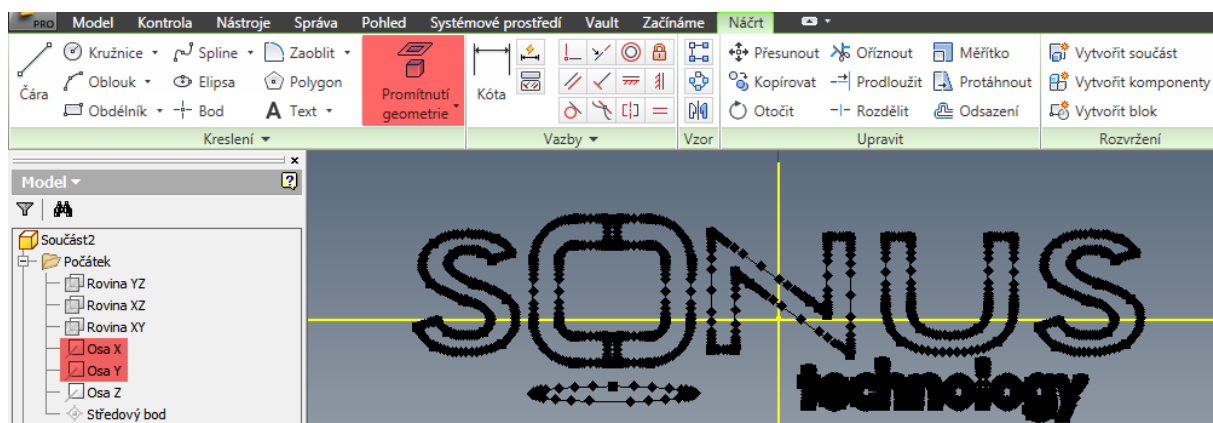 PRO Model Kontrola Nástroje Správa Pohled Systémové prostředí Vault Začínáme Náčrt
Kružnice Spline Zaoblit
Oblouk Elipsa Polygon
Obdélník Bod A Text
Čára
Promítnutí
geometrie
Kóta
Přesunout Oříznout Měřítko
Kopírovat Prodloužit Protáhnout
Otočit Rozdělit Odsazení
Vytvořit součást
Vytvořit komponenty
Vytvořit blok
Kreslení Vazby Vzor Upravit Rozvržení
Model
Součást2
Počátek
Rovina YZ
Rovina XZ
Rovina XY
Osa X
Osa Y
Osa Z
Středový bod
SONUS
technology